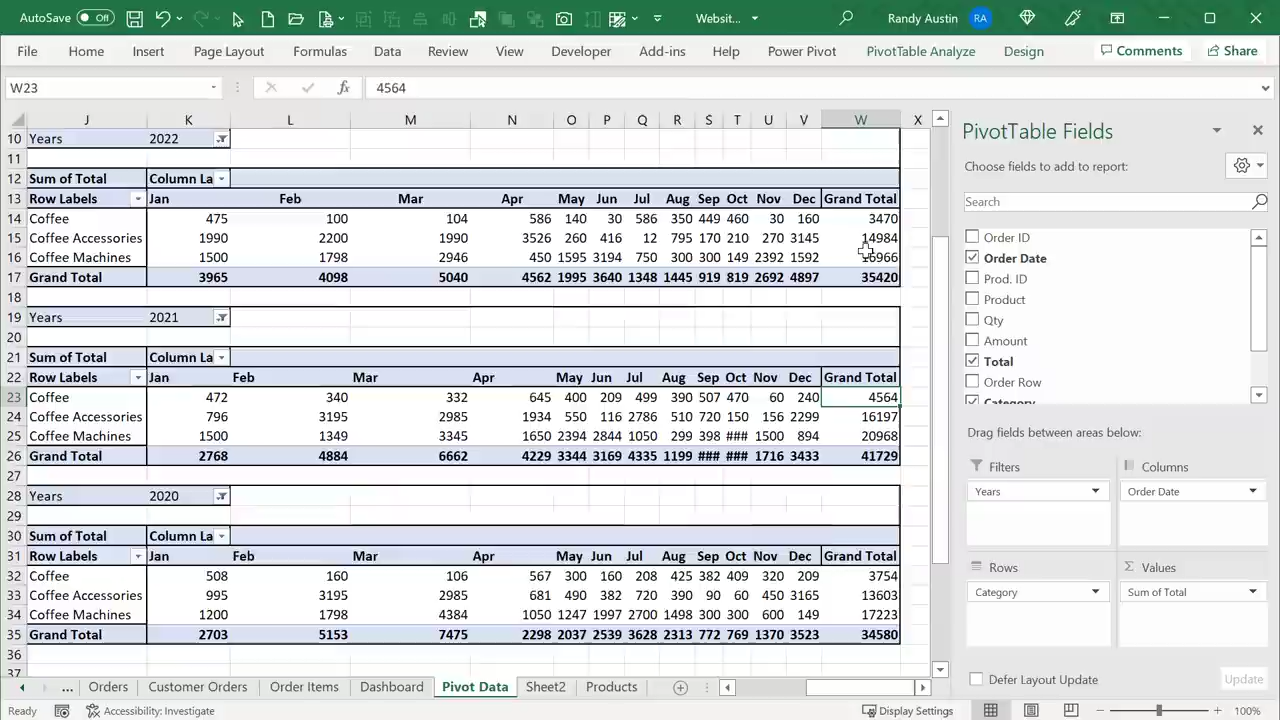 AutoSave Off Websit... Randy Austin RA
File Home Insert Page Layout Formulas Data Review View Developer Add-ins Help Power Pivot PivotTable Analyze Design Comments Share
W23 fx 4564
J K L M N O P Q R S T U V W X
10 Years 2022
11
12 Sum of Total Column La
13 Row Labels Jan Feb Mar Apr May Jun Jul Aug Sep Oct Nov Dec Grand Total
14 Coffee 475 100 104 586 140 30 586 350 449 460 30 160 3470
15 Coffee Accessories 1990 2200 1990 3526 260 416 12 795 170 210 270 3145 14984
16 Coffee Machines 1500 1798 2946 450 1595 3194 750 300 300 149 2392 1592 16966
17 Grand Total 3965 4098 5040 4562 1995 3640 1348 1445 919 819 2692 4897 35420
18
19 Years 2021
20
21 Sum of Total Column La
22 Row Labels Jan Feb Mar Apr May Jun Jul Aug Sep Oct Nov Dec Grand Total
23 Coffee 472 340 332 645 400 209 499 390 507 470 60 240 4564
24 Coffee Accessories 796 3195 2985 1934 550 116 2786 510 720 150 156 2299 16197
25 Coffee Machines 1500 1349 3345 1650 2394 2844 1050 299 398 ### 1500 894 20968
26 Grand Total 2768 4884 6662 4229 3344 3169 4335 1199 ### ### 1716 3433 41729
27
28 Years 2020
29
30 Sum of Total Column La
31 Row Labels Jan Feb Mar Apr May Jun Jul Aug Sep Oct Nov Dec Grand Total
32 Coffee 508 160 106 567 300 160 208 425 382 409 320 209 3754
33 Coffee Accessories 995 3195 2985 681 490 382 720 390 90 60 450 3165 13603
34 Coffee Machines 1200 1798 4384 1050 1247 1997 2700 1498 300 300 600 149 17223
35 Grand Total 2703 5153 7475 2298 2037 2539 3628 2313 772 769 1370 3523 34580
36
37
PivotTable Fields
Choose fields to add to report:
Search
Order ID
Order Date
Prod. ID
Product
Qty
Amount
Total
Order Row
Category
Drag fields between areas below:
Filters Columns
Years Order Date
Rows Σ Values
Category Sum of Total
Defer Layout Update Update
... Orders Customer Orders Order Items Dashboard Pivot Data Sheet2 Products
Ready Accessibility: Investigate Display Settings 100%